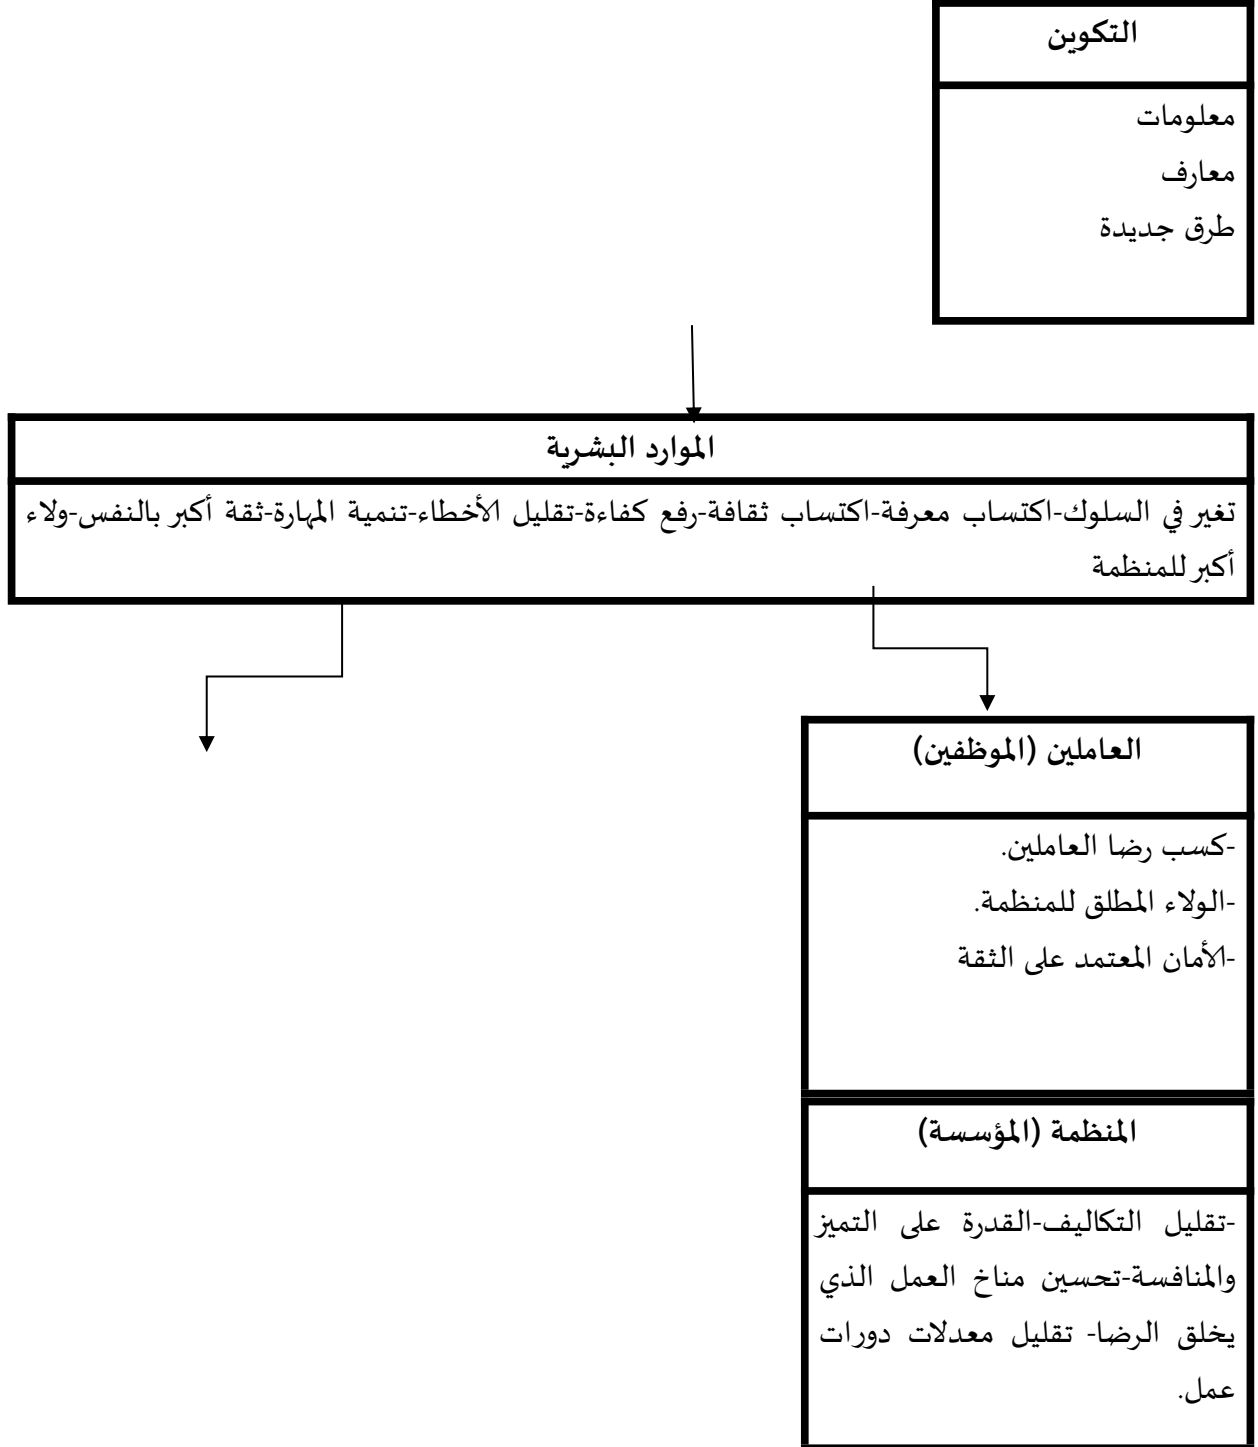 التكوين
معلومات
معارف
طرق جديدة
الموارد البشرية
تغير في السلوك-اكتساب معرفة-اكتساب ثقافة-رفع كفاءة-تقليل الأخطاء-تنمية المهارة-ثقة أكبر بالنفس-ولاء
أكبر للمنظمة
العاملين (الموظفين)
-كسب رضا العاملين.
-الولاء المطلق للمنظمة.
-الأمان المعتمد على الثقة
المنظمة (المؤسسة)
-تقليل التكاليف-القدرة على التميز
والمنافسة-تحسين مناخ العمل الذي
يخلق الرضا- تقليل معدلات دورات
عمل.